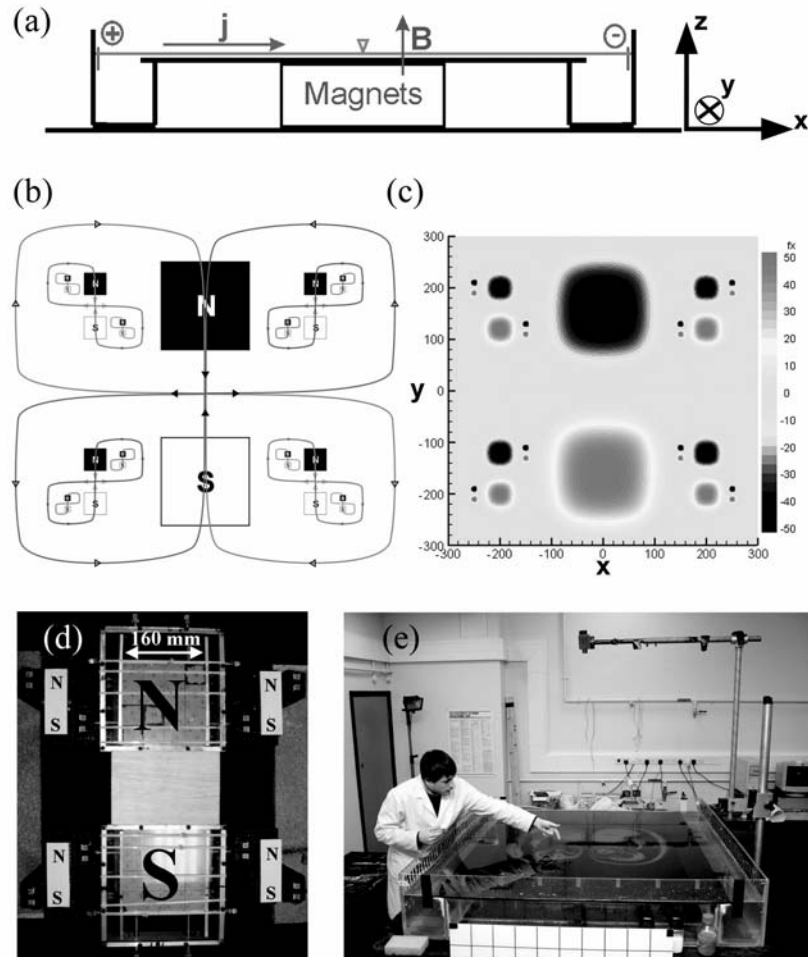 (a)
⊕ j B ⊖
Magnets
z
y
x
(b)
N
N N
S S
N N
S
S S
(c)
fx
300
200
100
0
-100
-200
-300
y
-300 -200 -100 0 100 200 300
x
50
40
30
20
10
0
-10
-20
-30
-40
-50
(d)
160 mm
N N N
S S
N N
S S S
(e)